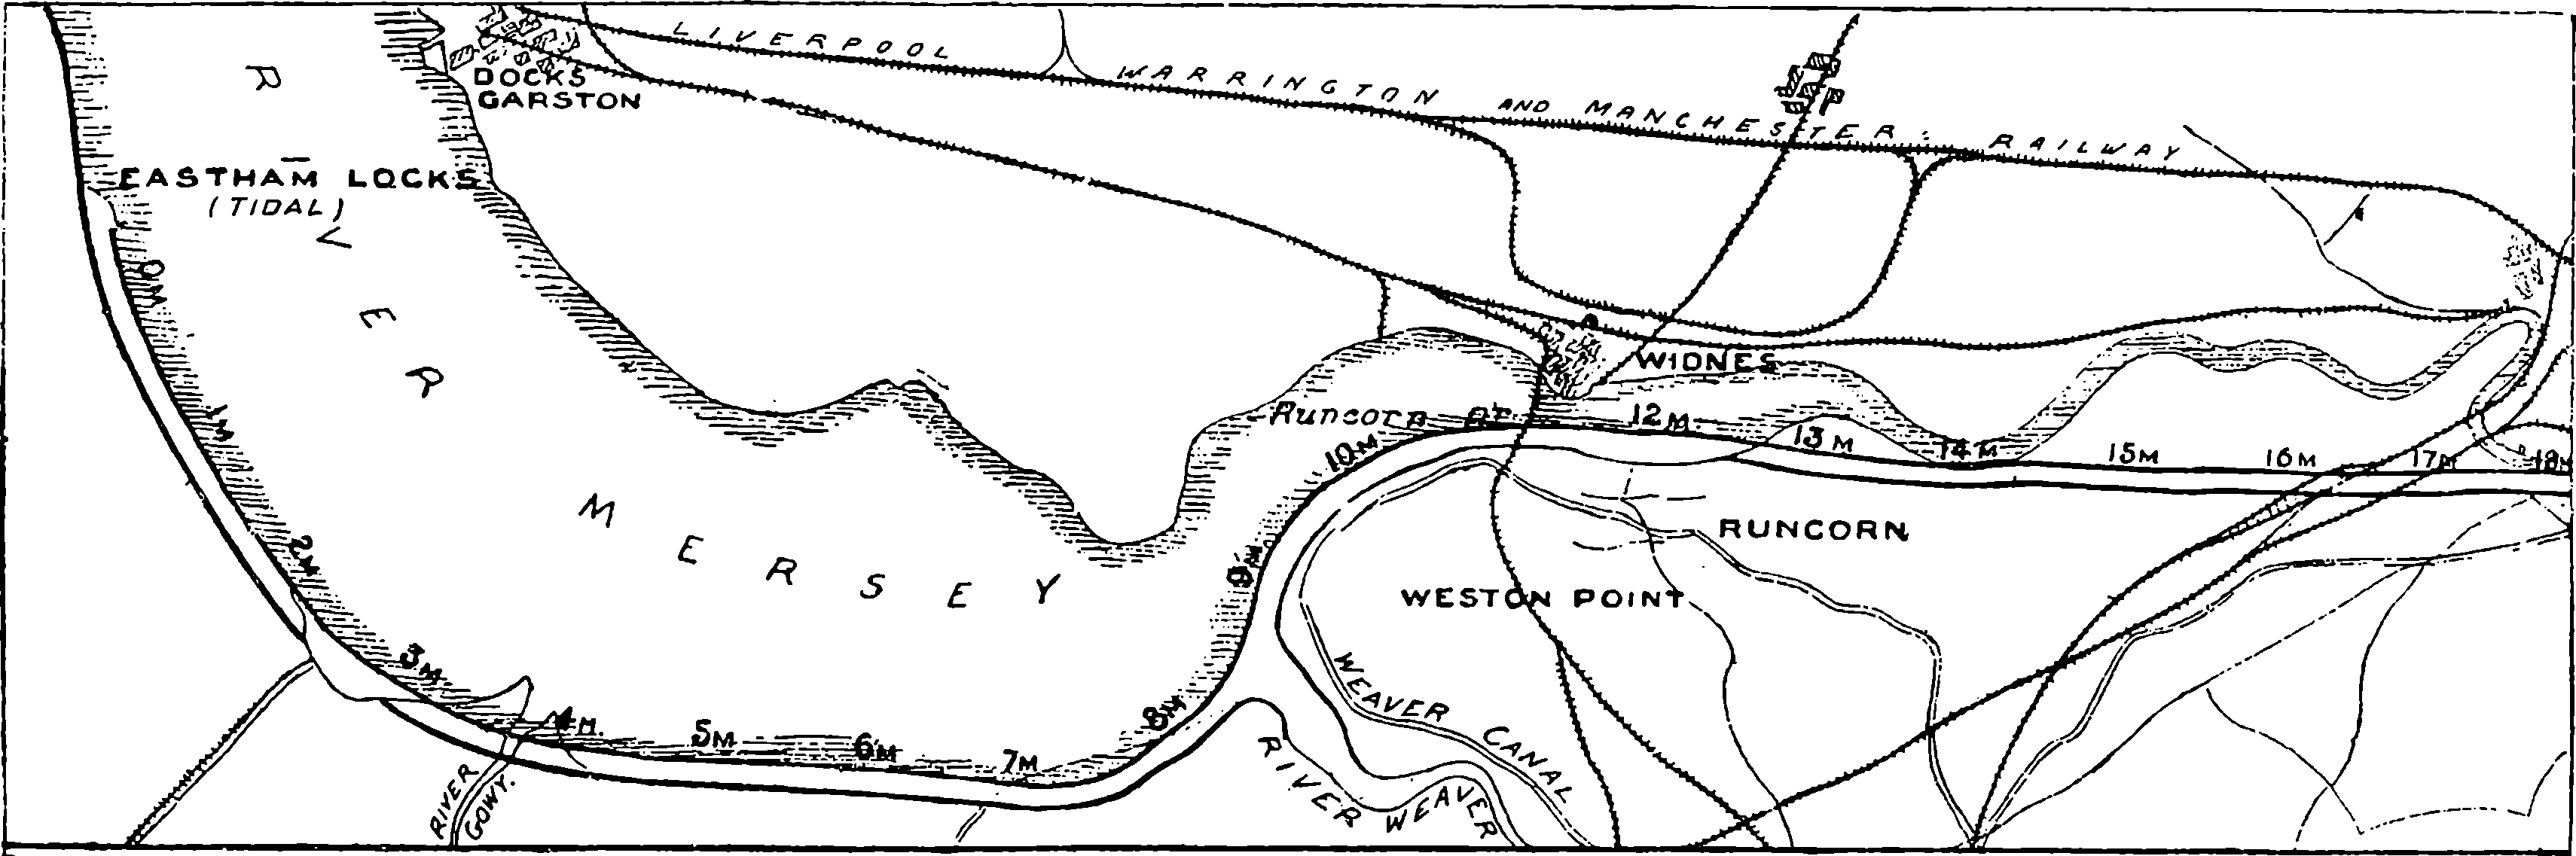 LIVERPOOL WARRINGTON AND MANCHESTER RAILWAY
DOCKS
GARSTON
EASTHAM LOCKS
(TIDAL)
RIVER MERSEY
0M
1M
2M
3M
4M.
5M
6M
7M
8M
9M
10M
Runcorn
12M.
13M
14M
15M
16M
17M
18M
WIDNES
RUNCORN
WESTON POINT
WEAVER CANAL
RIVER WEAVER
RIVER
GOWY.